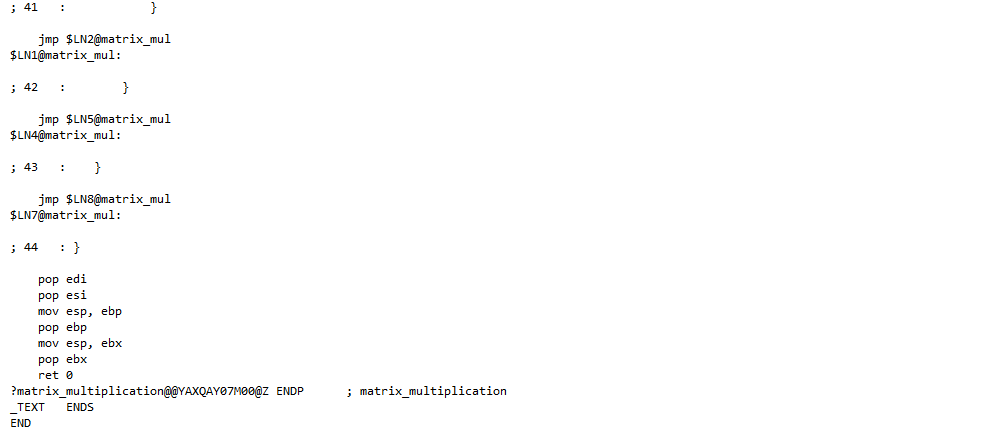 ; 41   :            }
    jmp $LN2@matrix_mul
$LN1@matrix_mul:
; 42   :        }
    jmp $LN5@matrix_mul
$LN4@matrix_mul:
; 43   :    }
    jmp $LN8@matrix_mul
$LN7@matrix_mul:
; 44   : }
    pop edi
    pop esi
    mov esp, ebp
    pop ebp
    mov esp, ebx
    pop ebx
    ret 0
?matrix_multiplication@@YAXQAY07M00@Z ENDP      ; matrix_multiplication
_TEXT   ENDS
END